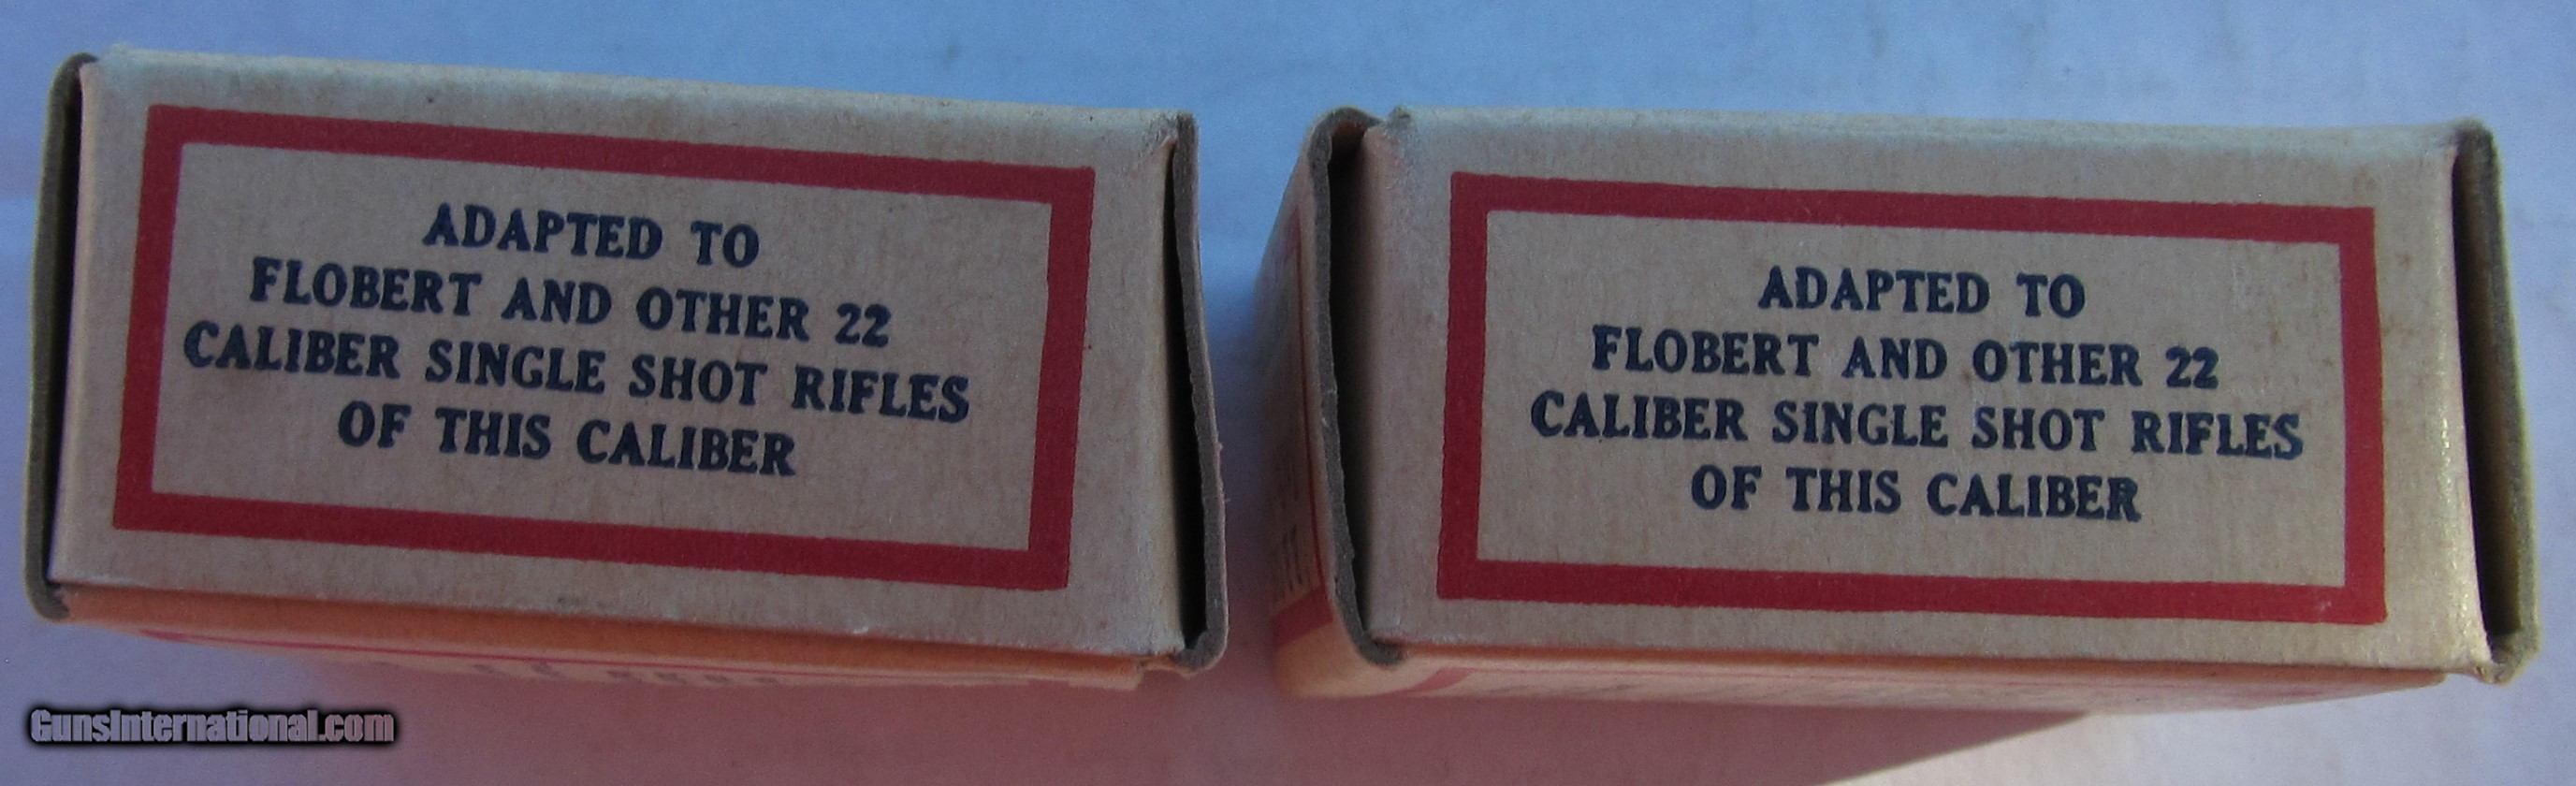 ADAPTED TO
FLOBERT AND OTHER 22
CALIBER SINGLE SHOT RIFLES
OF THIS CALIBER
ADAPTED TO
FLOBERT AND OTHER 22
CALIBER SINGLE SHOT RIFLES
OF THIS CALIBER
GunsInternational.com